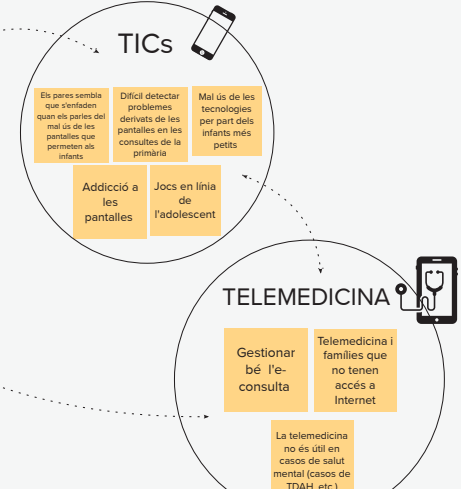 TICs
Els pares sembla
que s'enfaden
quan els parles del
mal ús de les
pantalles que
permeten als
infants
Difícil detectar
problemes
derivats de les
pantalles en les
consultes de la
primària
Mal ús de les
tecnologies
per part dels
infants més
petits
Addicció a
les
pantalles
Jocs en línia
de
l'adolescent
TELEMEDICINA
Gestionar
bé l'e-
consulta
Telemedicina i
famílies que
no tenen
accés a
Internet
La telemedicina
no és útil en
casos de salut
mental (casos de
TDAH, etc.)